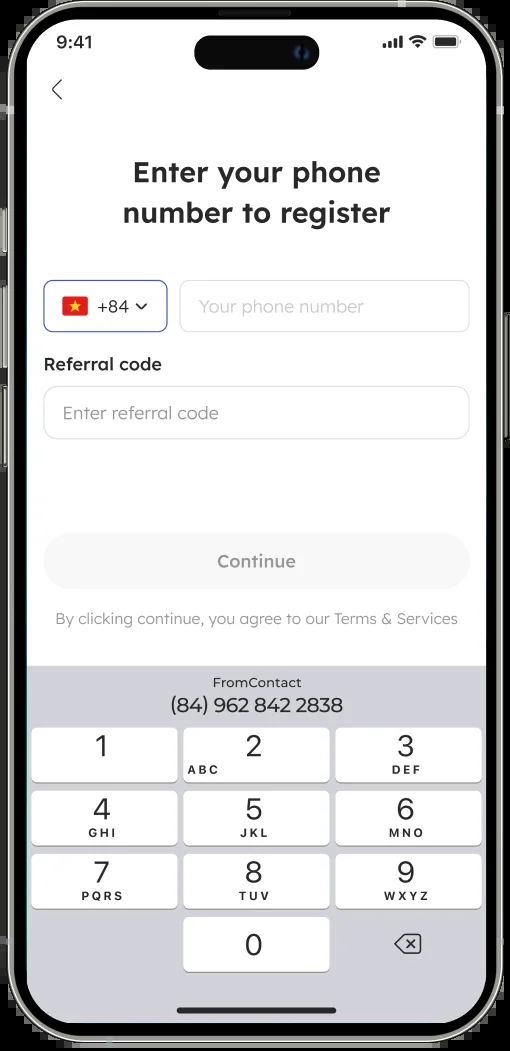 9:41
Enter your phone
number to register
+84
Your phone number
Referral code
Enter referral code
Continue
By clicking continue, you agree to our Terms & Services
FromContact
(84) 962 842 2838
1 2 3
ABC DEF
4 5 6
GHI JKL MNO
7 8 9
PQRS TUV WXYZ
0